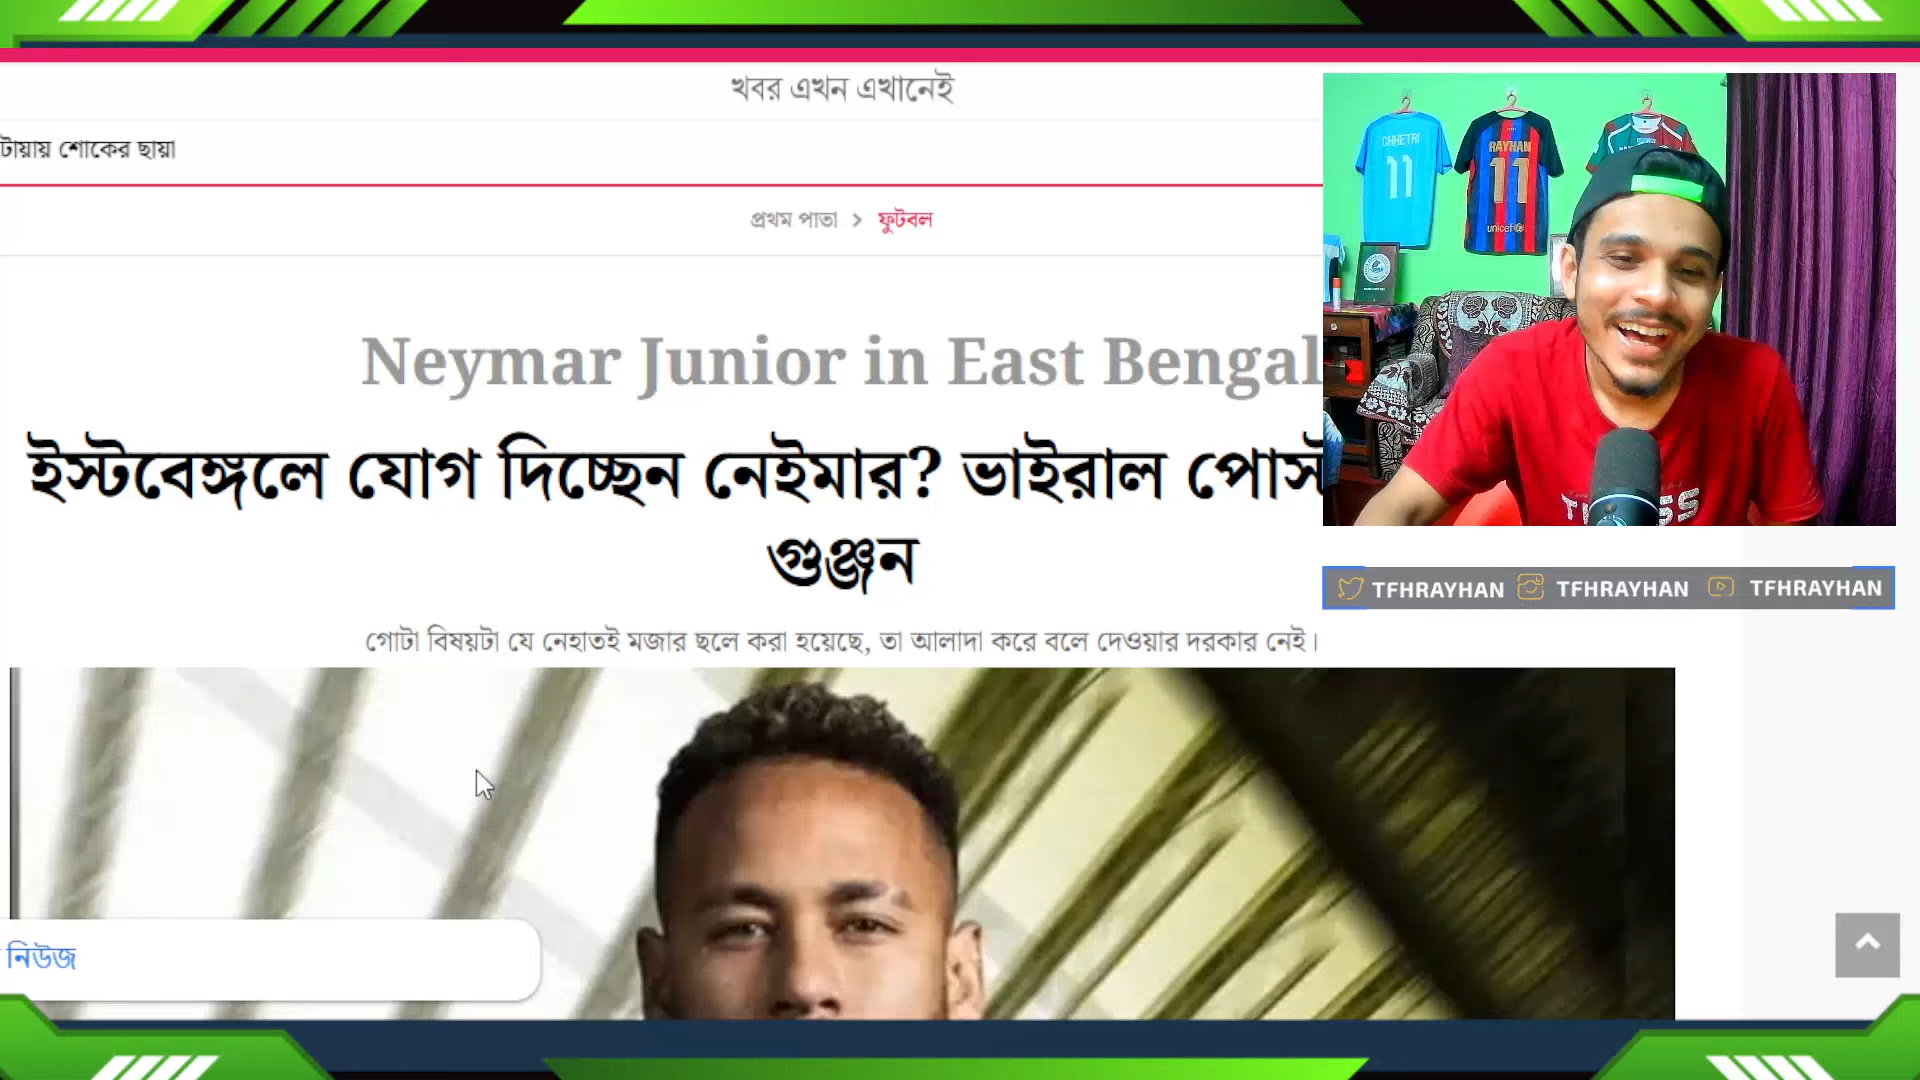 খবর এখন এখানেই
টোয়ায় শোকের ছায়া
প্রথম পাতা > ফুটবল
Neymar Junior in East Bengal
ইস্টবেঙ্গলে যোগ দিচ্ছেন নেইমার? ভাইরাল পোস্ট
গুঞ্জন
গোটা বিষয়টা যে নেহাতই মজার ছলে করা হয়েছে, তা আলাদা করে বলে দেওয়ার দরকার নেই।
নিউজ
CHHETRI
11
RAYHAN
11
unicef
TFHRAYHAN TFHRAYHAN TFHRAYHAN